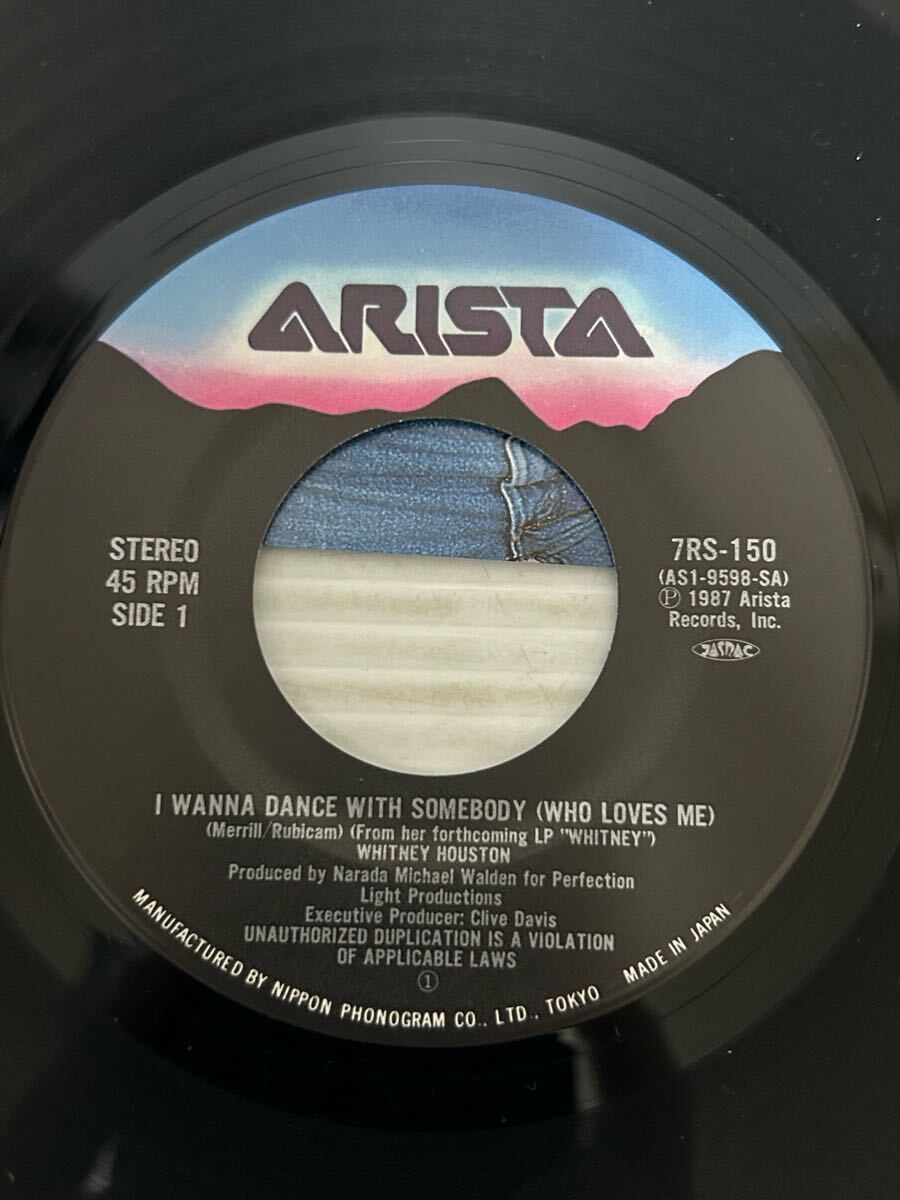 ARISTA
STEREO
45 RPM
SIDE 1
7RS-150
(AS1-9598-SA)
Ⓟ 1987 Arista
Records, Inc.
JASRAC
I WANNA DANCE WITH SOMEBODY (WHO LOVES ME)
(Merrill/Rubicam) (From her forthcoming LP "WHITNEY")
WHITNEY HOUSTON
Produced by Narada Michael Walden for Perfection
Light Productions
Executive Producer: Clive Davis
UNAUTHORIZED DUPLICATION IS A VIOLATION
OF APPLICABLE LAWS
①
MANUFACTURED BY NIPPON PHONOGRAM CO., LTD., TOKYO MADE IN JAPAN